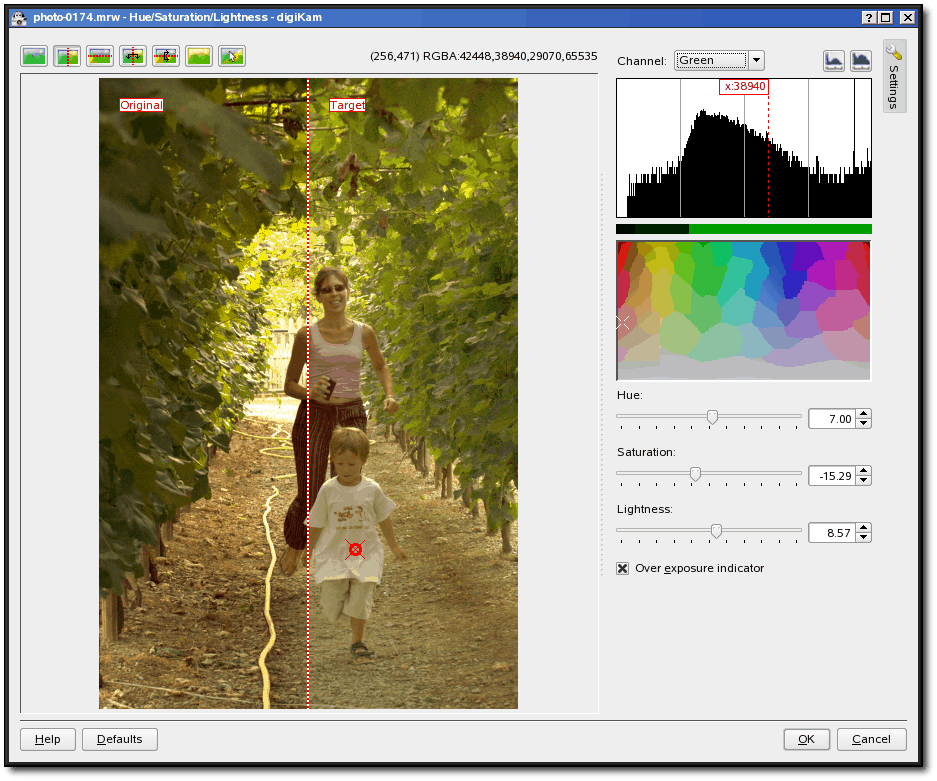 photo-0174.mrw - Hue/Saturation/Lightness - digiKam
(256,471) RGBA:42448,38940,29070,65535
Channel: Green
Settings
x:38940
Original
Target
Hue:
7.00
Saturation:
-15.29
Lightness:
8.57
Over exposure indicator
Help
Defaults
OK
Cancel